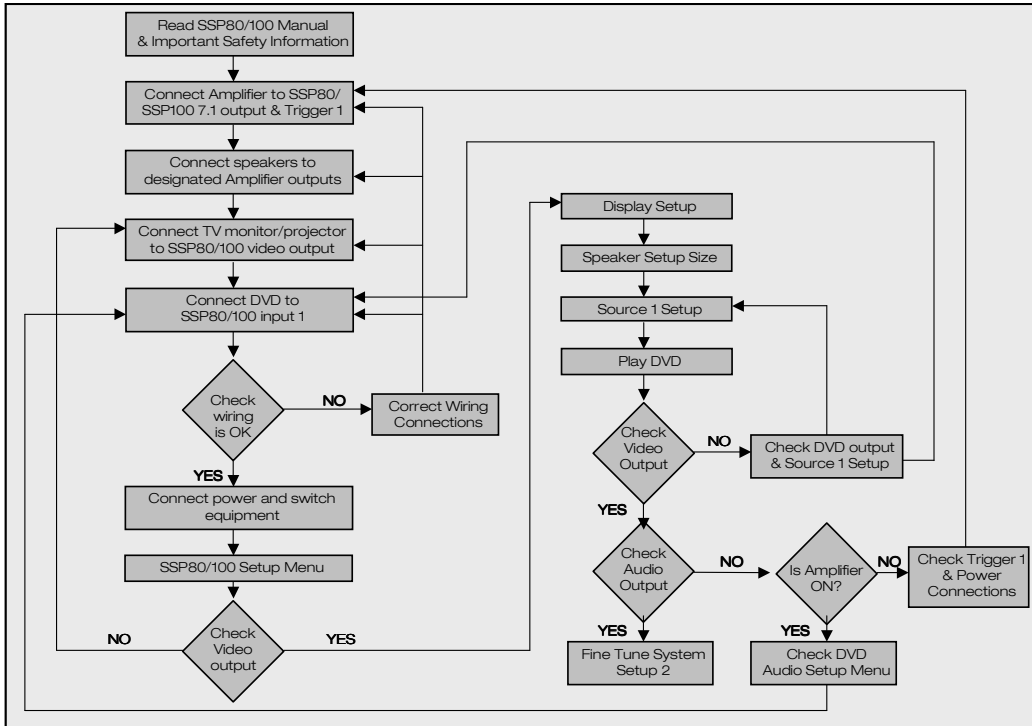 Read SSP80/100 Manual
& Important Safety Information
Connect Amplifier to SSP80/
SSP100 7.1 output & Trigger 1
Connect speakers to
designated Amplifier outputs
Connect TV monitor/projector
to SSP80/100 video output
Connect DVD to
SSP80/100 input 1
Check
wiring
is OK
NO
Correct Wiring
Connections
YES
Connect power and switch
equipment
SSP80/100 Setup Menu
Check
Video
output
NO
YES
Display Setup
Speaker Setup Size
Source 1 Setup
Play DVD
Check
Video
Output
NO
Check DVD output
& Source 1 Setup
YES
Check
Audio
Output
NO
Is Amplifier
ON?
NO
Check Trigger 1
& Power
Connections
YES
Fine Tune System
Setup 2
YES
Check DVD
Audio Setup Menu